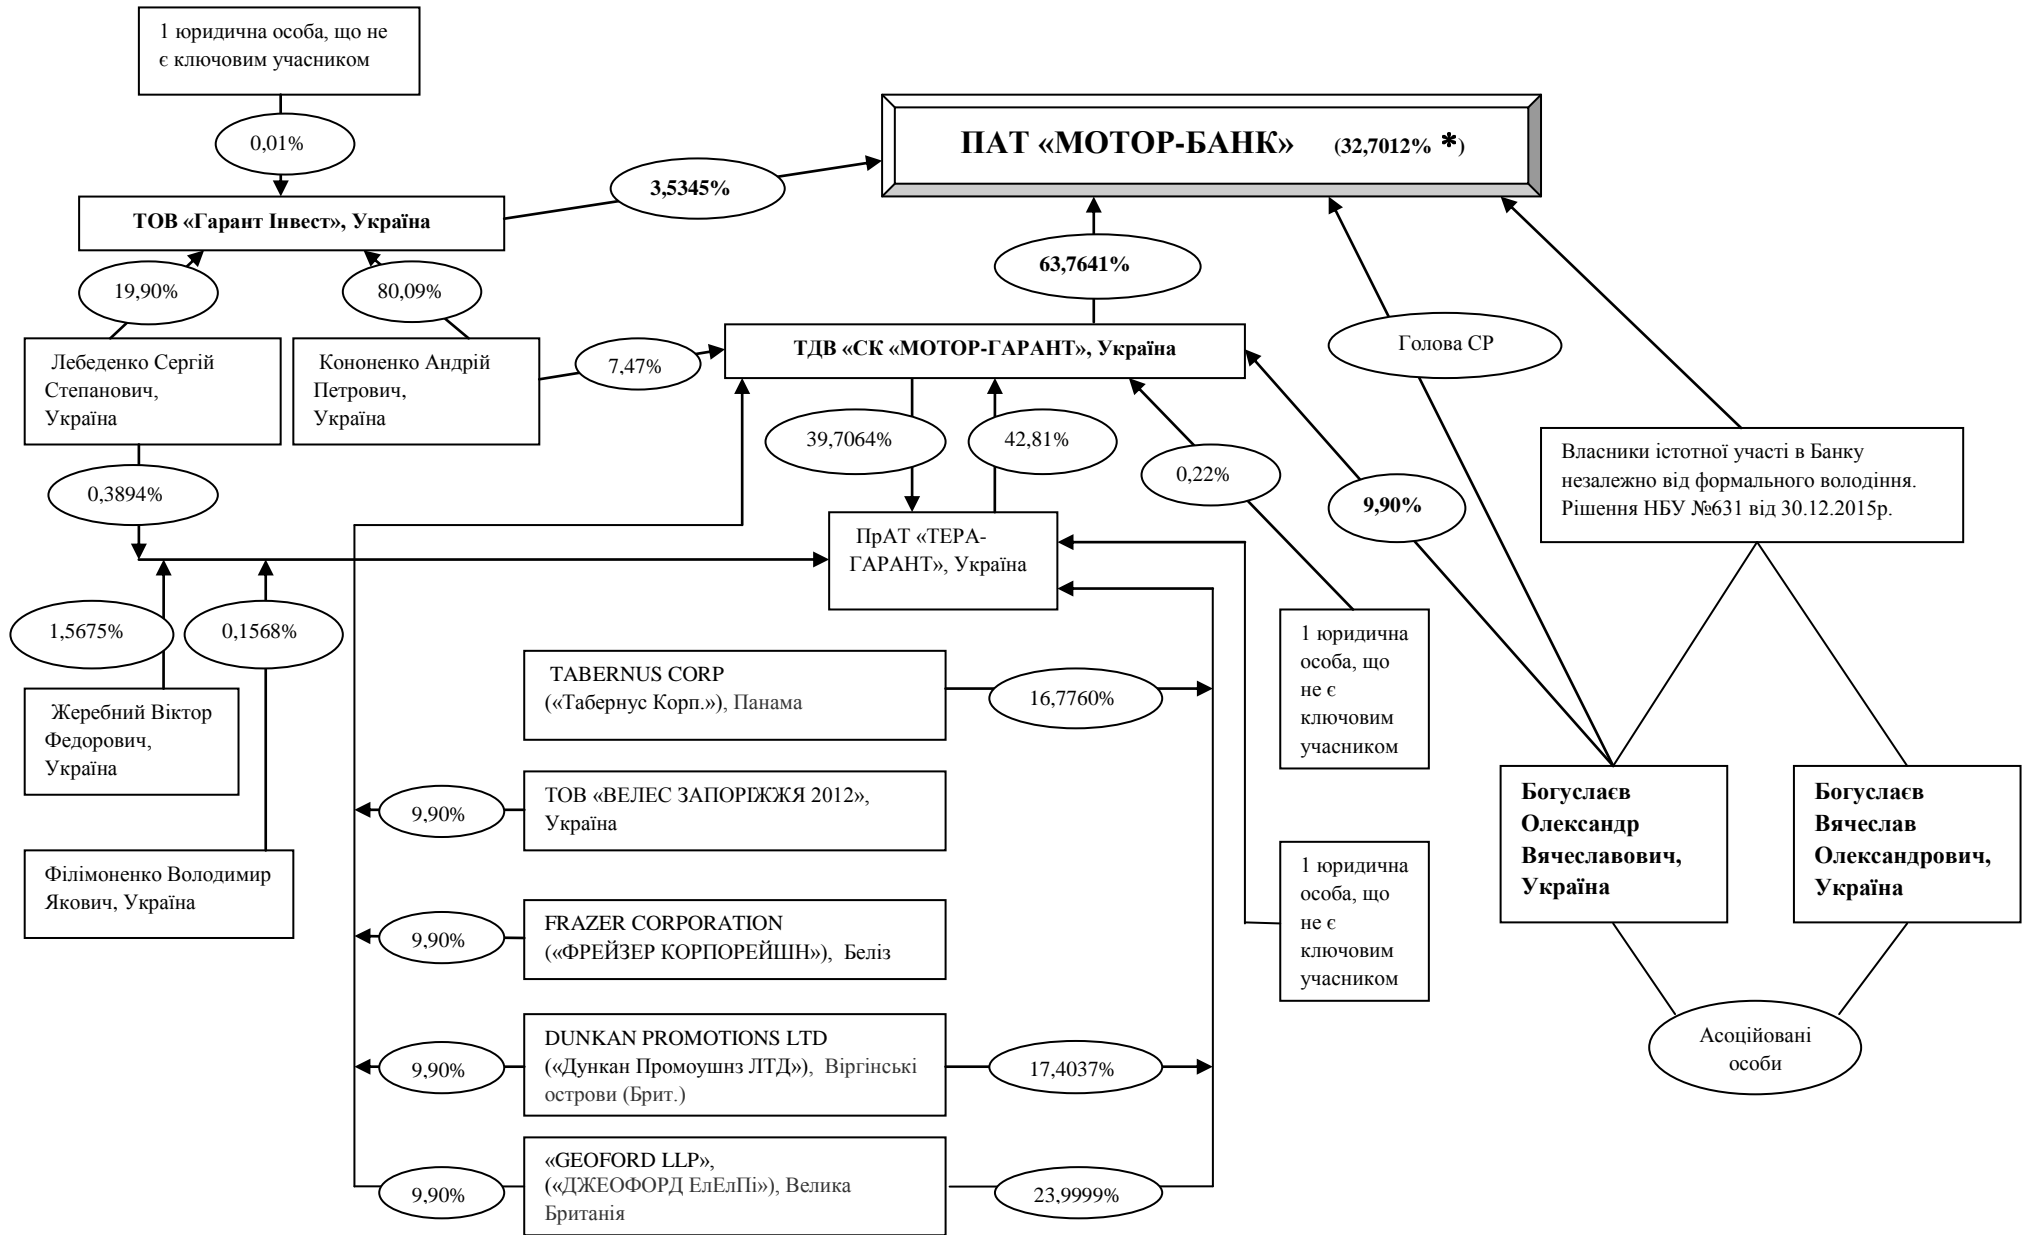 1 юридична особа, що не
є ключовим учасником
0,01%
ПАТ «МОТОР-БАНК» (32,7012% *)
3,5345%
ТОВ «Гарант Інвест», Україна
63,7641%
19,90%
80,09%
Лебеденко Сергій
Степанович,
Україна
Кононенко Андрій
Петрович,
Україна
7,47%
ТДВ «СК «МОТОР-ГАРАНТ», Україна
Голова СР
39,7064%
42,81%
0,22%
9,90%
Власники істотної участі в Банку
незалежно від формального володіння.
Рішення НБУ №631 від 30.12.2015р.
0,3894%
ПрАТ «ТЕРА-
ГАРАНТ», Україна
1,5675%
0,1568%
Жеребний Віктор
Федорович,
Україна
Філімоненко Володимир
Якович, Україна
TABERNUS CORP
(«Табернус Корп.»), Панама
16,7760%
9,90%
ТОВ «ВЕЛЕС ЗАПОРІЖЖЯ 2012»,
Україна
9,90%
FRAZER CORPORATION
(«ФРЕЙЗЕР КОРПОРЕЙШН»), Беліз
9,90%
DUNKAN PROMOTIONS LTD
(«Дункан Промоушнз ЛТД»), Віргінські
острови (Брит.)
17,4037%
9,90%
«GEOFORD LLP»,
(«ДЖЕОФОРД ЕлЕлПі»), Велика
Британія
23,9999%
1 юридична
особа, що
не є
ключовим
учасником
1 юридична
особа, що
не є
ключовим
учасником
Богуслаєв
Олександр
Вячеславович,
Україна
Богуслаєв
Вячеслав
Олександрович,
Україна
Асоційовані
особи